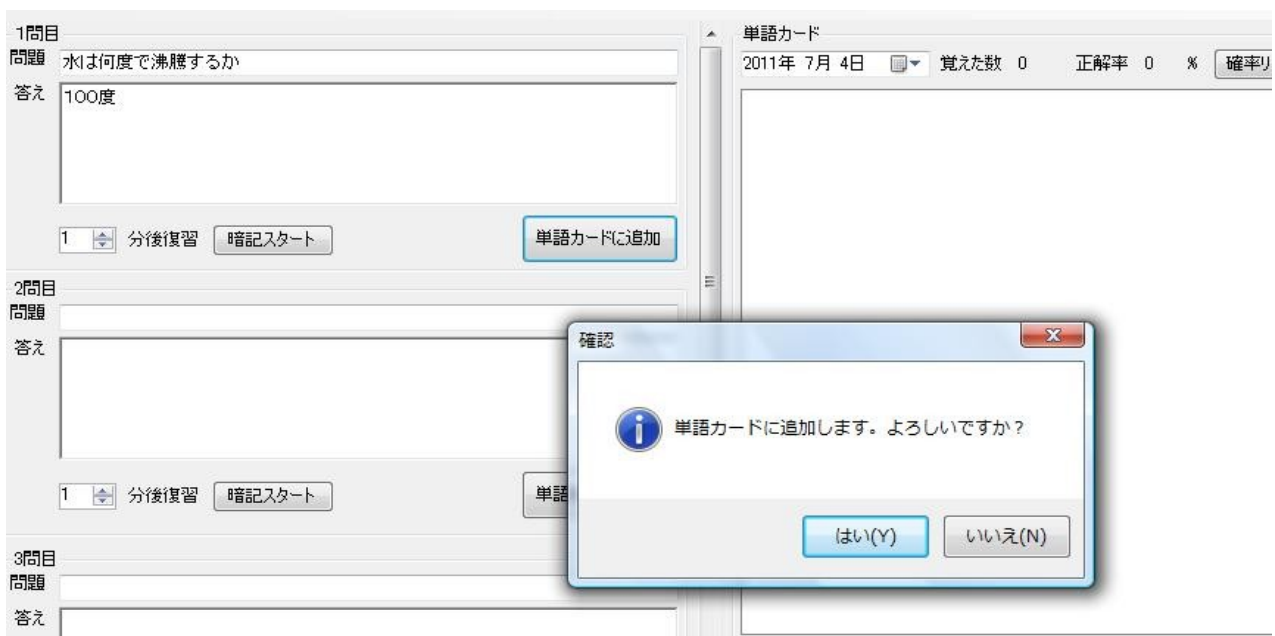 1問目
問題 水は何度で沸騰するか
答え 100度
1 分後復習 暗記スタート 単語カードに追加
2問目
問題
答え
1 分後復習 暗記スタート 単語
3問目
問題
答え
単語カード
2011年 7月 4日 覚えた数 0 正解率 0 % 確率リ
確認
単語カードに追加します。よろしいですか？
はい(Y) いいえ(N)